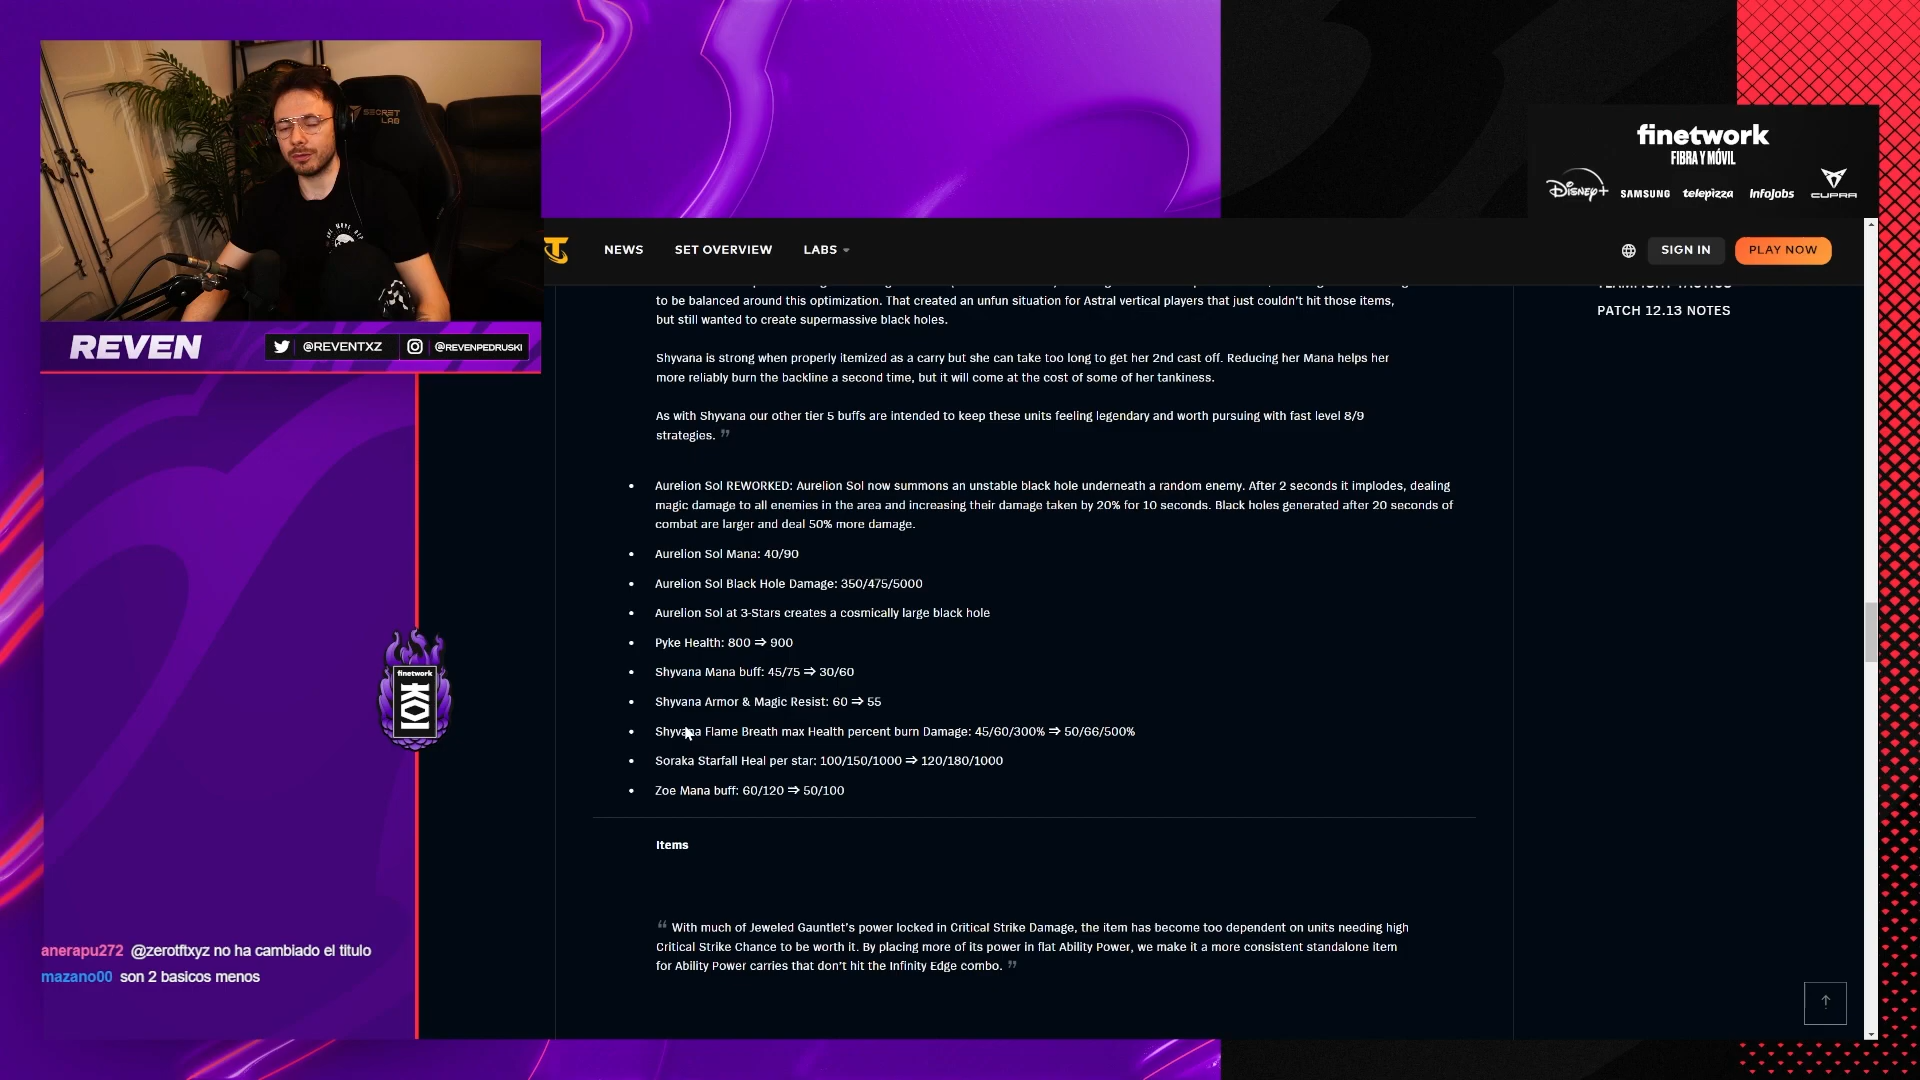 SECRET
LAB
REVEN
@REVENTXZ
@REVENPEDRUSKI
finetwork
FIBRA Y MÓVIL
Disney+ SAMSUNG telepizza InfoJobs CUPRA
NEWS SET OVERVIEW LABS SIGN IN PLAY NOW
PATCH 12.13 NOTES
to be balanced around this optimization. That created an unfun situation for Astral vertical players that just couldn't hit those items,
but still wanted to create supermassive black holes.
Shyvana is strong when properly itemized as a carry but she can take too long to get her 2nd cast off. Reducing her Mana helps her
more reliably burn the backline a second time, but it will come at the cost of some of her tankiness.
As with Shyvana our other tier 5 buffs are intended to keep these units feeling legendary and worth pursuing with fast level 8/9
strategies. ”
• Aurelion Sol REWORKED: Aurelion Sol now summons an unstable black hole underneath a random enemy. After 2 seconds it implodes, dealing
magic damage to all enemies in the area and increasing their damage taken by 20% for 10 seconds. Black holes generated after 20 seconds of
combat are larger and deal 50% more damage.
• Aurelion Sol Mana: 40/90
• Aurelion Sol Black Hole Damage: 350/475/5000
• Aurelion Sol at 3-Stars creates a cosmically large black hole
• Pyke Health: 800 ⇒ 900
• Shyvana Mana buff: 45/75 ⇒ 30/60
• Shyvana Armor & Magic Resist: 60 ⇒ 55
• Shyvana Flame Breath max Health percent burn Damage: 45/60/300% ⇒ 50/66/500%
• Soraka Starfall Heal per star: 100/150/1000 ⇒ 120/180/1000
• Zoe Mana buff: 60/120 ⇒ 50/100
Items
“ With much of Jeweled Gauntlet's power locked in Critical Strike Damage, the item has become too dependent on units needing high
Critical Strike Chance to be worth it. By placing more of its power in flat Ability Power, we make it a more consistent standalone item
for Ability Power carries that don't hit the Infinity Edge combo. ”
finetwork
KOI
anerapu272 @zerotftxyz no ha cambiado el titulo
mazano00 son 2 basicos menos